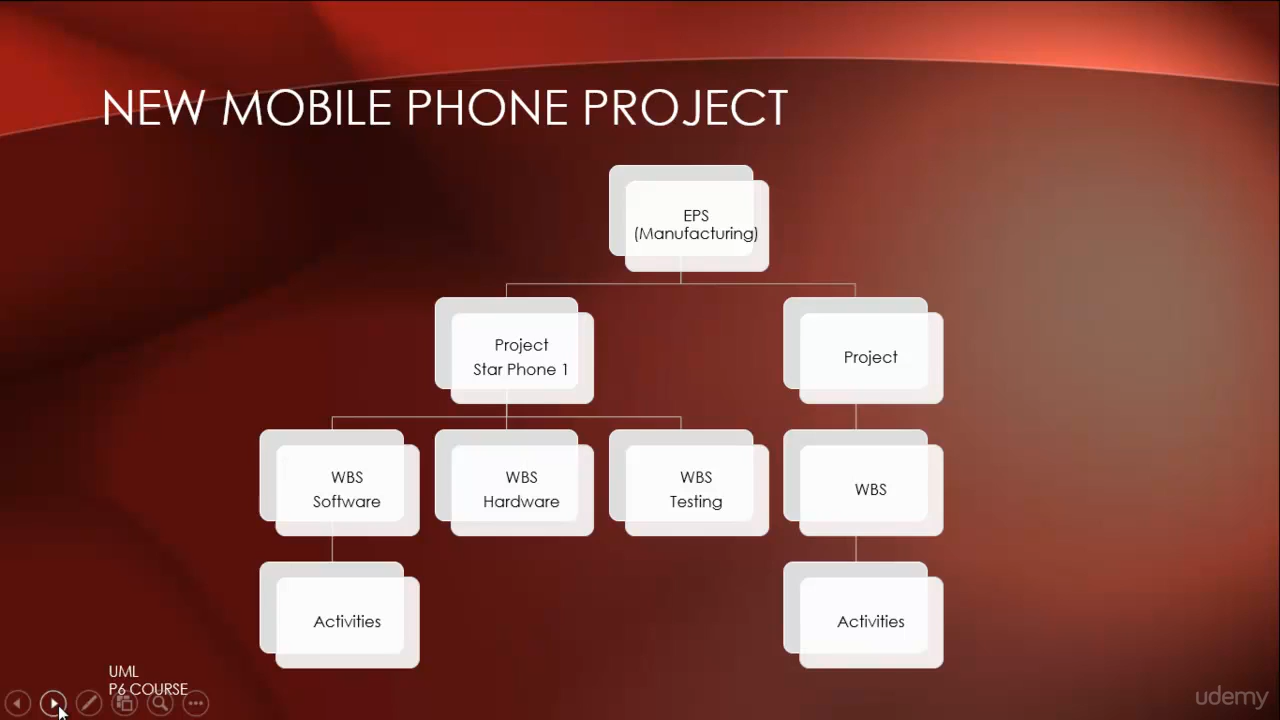 NEW MOBILE PHONE PROJECT
EPS
(Manufacturing)
Project
Star Phone 1
Project
WBS
Software
WBS
Hardware
WBS
Testing
WBS
Activities
Activities
UML
P6 COURSE
udemy